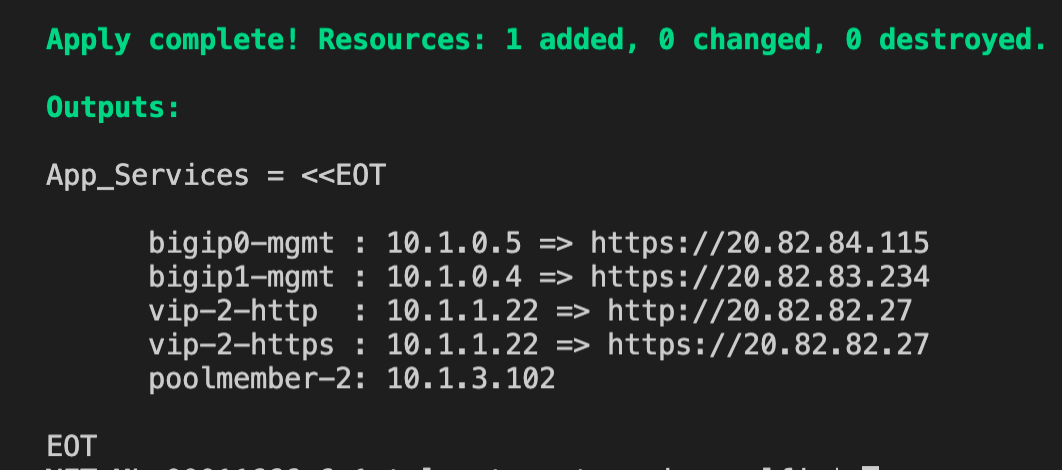 Apply complete! Resources: 1 added, 0 changed, 0 destroyed.
Outputs:
App_Services = <<EOT
bigip0-mgmt : 10.1.0.5 => https://20.82.84.115
bigip1-mgmt : 10.1.0.4 => https://20.82.83.234
vip-2-http  : 10.1.1.22 => http://20.82.82.27
vip-2-https : 10.1.1.22 => https://20.82.82.27
poolmember-2: 10.1.3.102
EOT